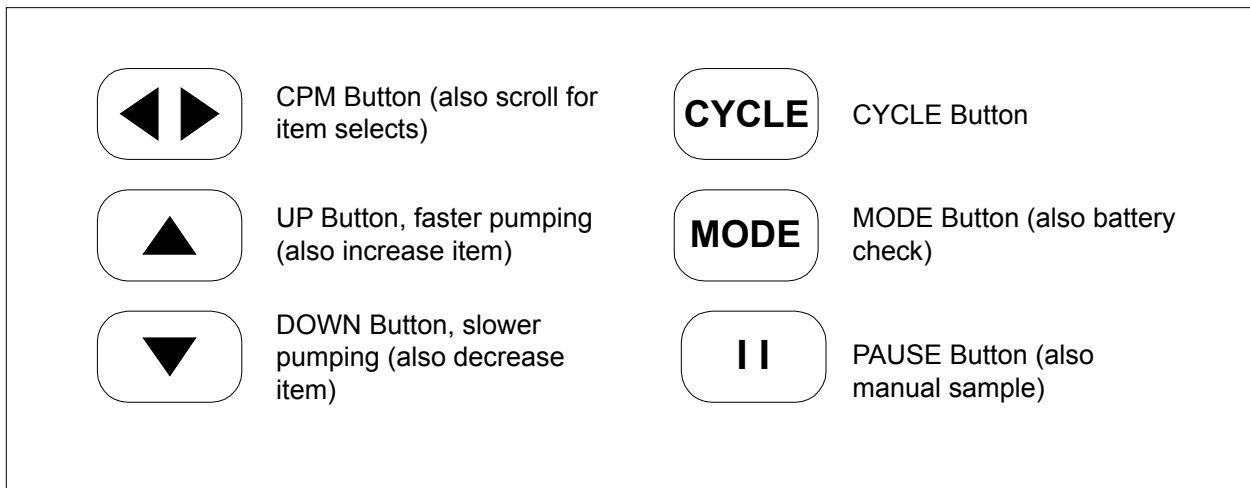 CPM Button (also scroll for
item selects)
UP Button, faster pumping
(also increase item)
DOWN Button, slower
pumping (also decrease
item)
CYCLE
CYCLE Button
MODE
MODE Button (also battery
check)
II
PAUSE Button (also
manual sample)